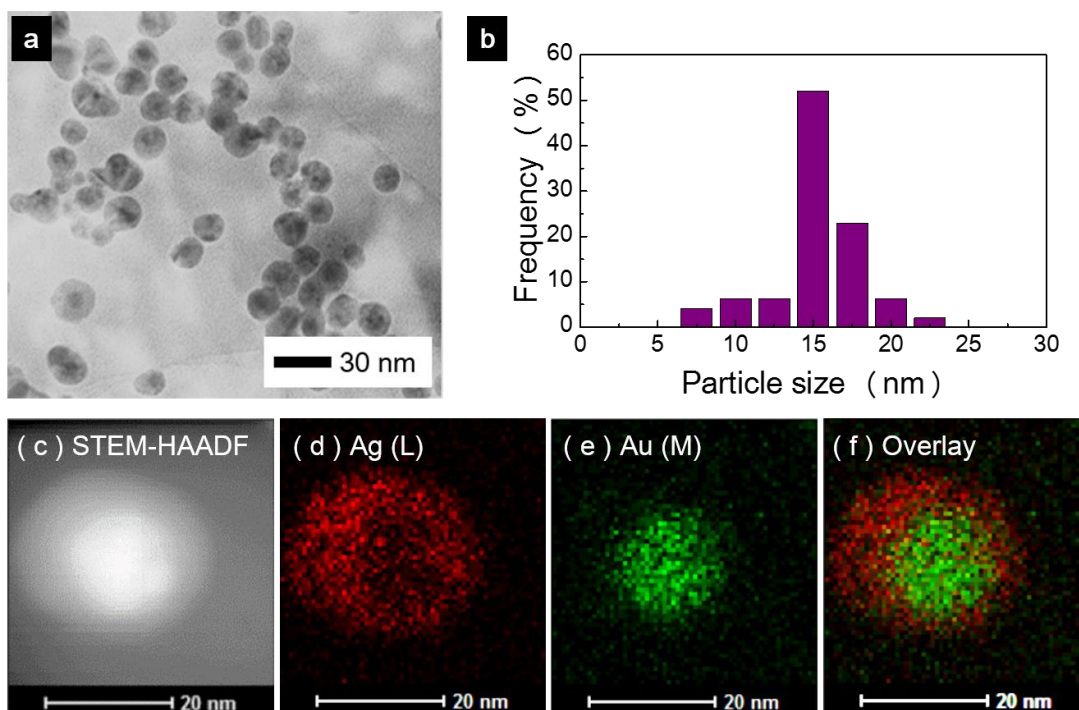 a
30 nm
b
60
50
40
30
20
10
0
Frequency ( % )
0 5 10 15 20 25 30
Particle size ( nm )
( c ) STEM-HAADF
20 nm
( d ) Ag (L)
20 nm
( e ) Au (M)
20 nm
( f ) Overlay
20 nm